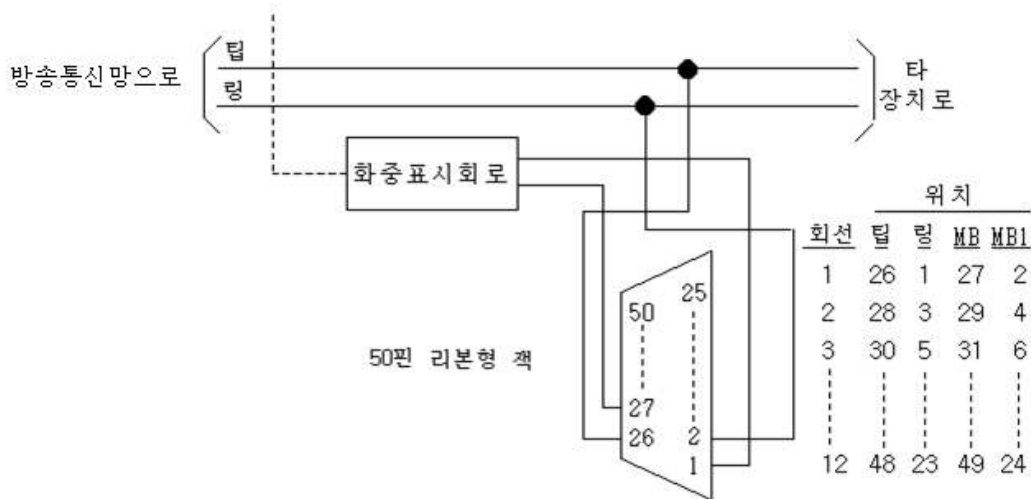 팁
방송통신망으로
링
타
장치로
화중표시회로
위치
회선 팁 링 MB MB1
1 26 1 27 2
2 28 3 29 4
3 30 5 31 6
12 48 23 49 24
50핀 리본형 잭
25
50
27
26 2
1